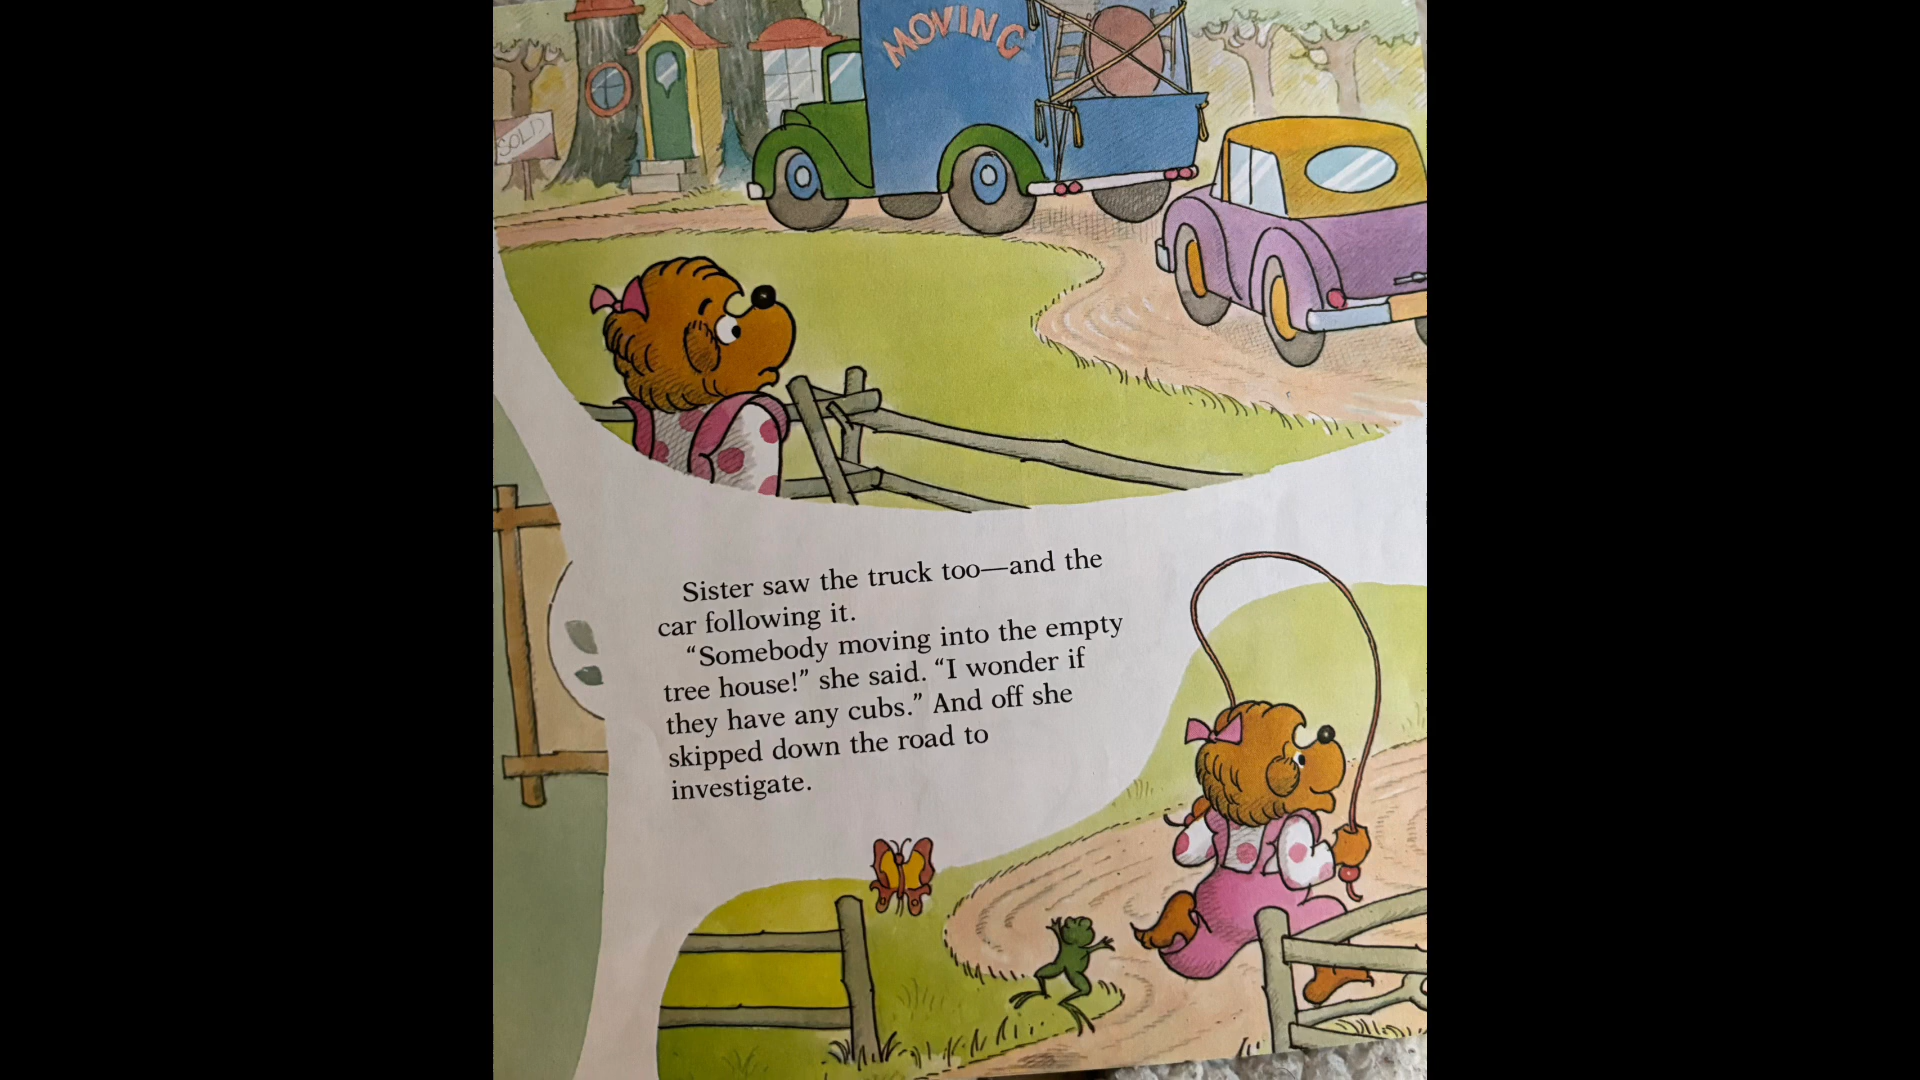 MOVING
SOLD
Sister saw the truck too—and the
car following it.
“Somebody moving into the empty
tree house!” she said. “I wonder if
they have any cubs.” And off she
skipped down the road to
investigate.